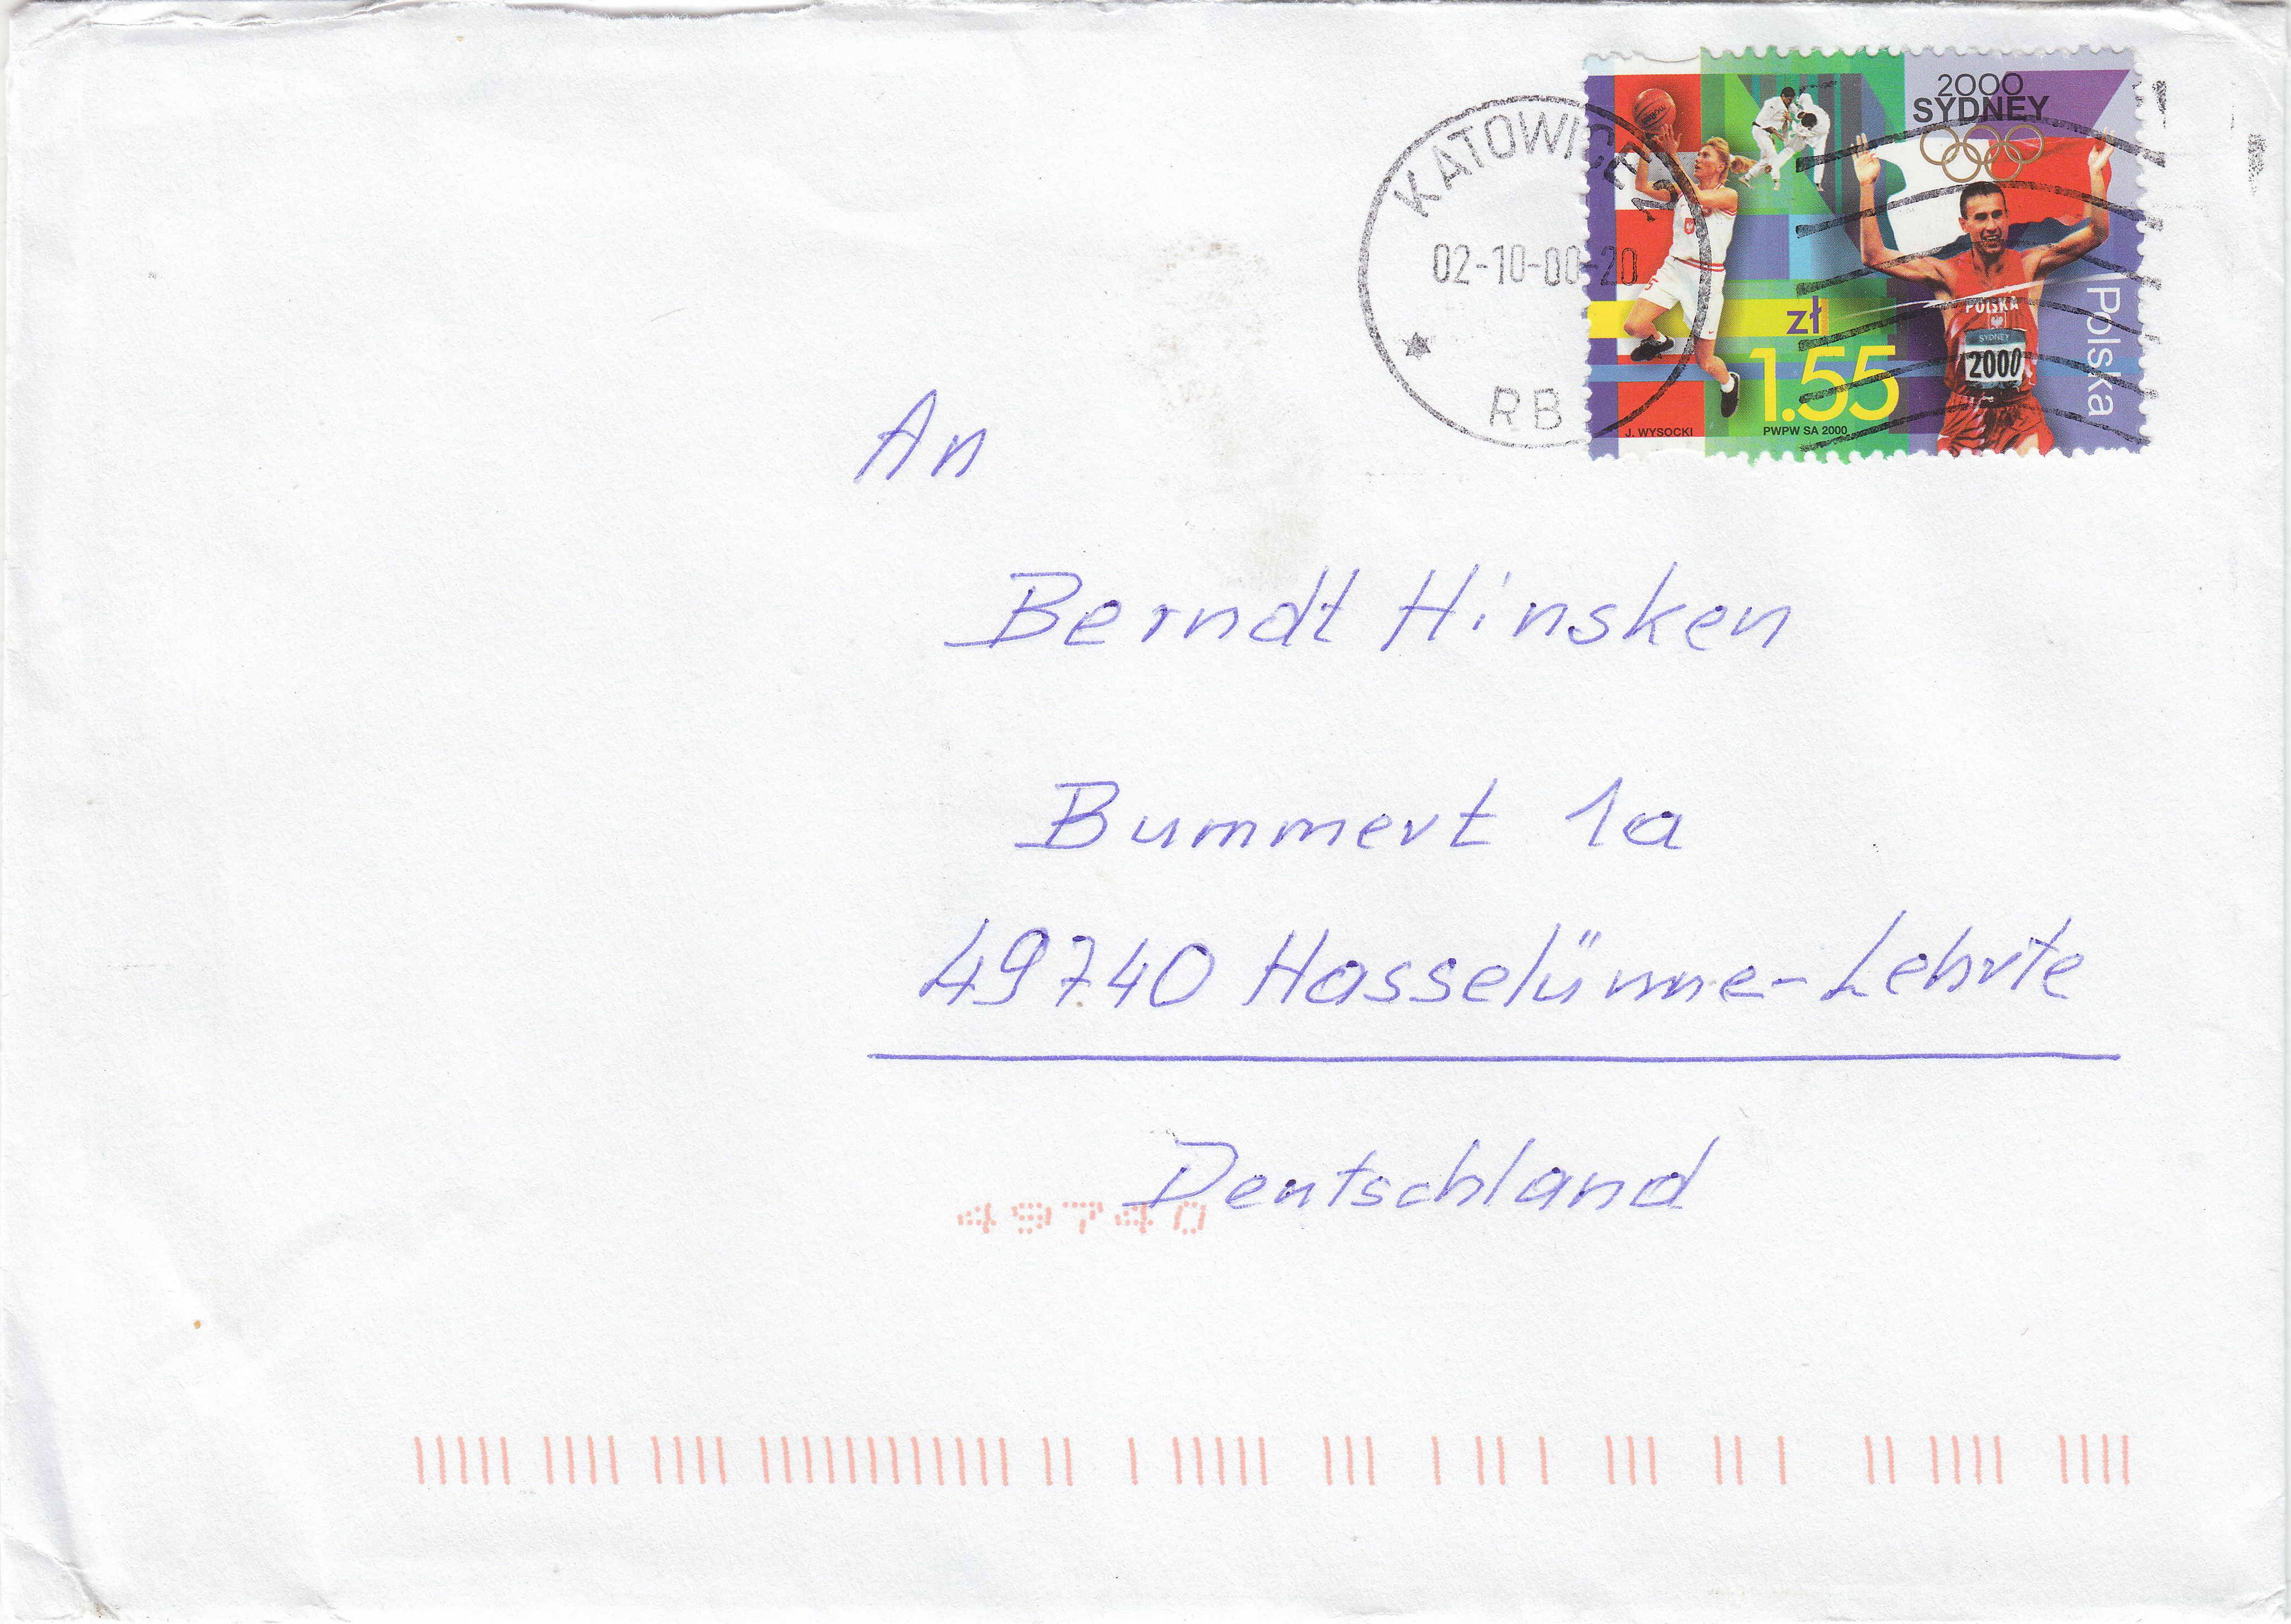 2000
SYDNEY
KATOWICE
02-10-00-20
RB
zł
1.55
POLSKA
SYDNEY
2000
Polska
J. WYSOCKI
PWPW SA 2000
An
Berndt Hinsken
Bummert 1a
49740 Haselünne-Lehrte
Deutschland
49740